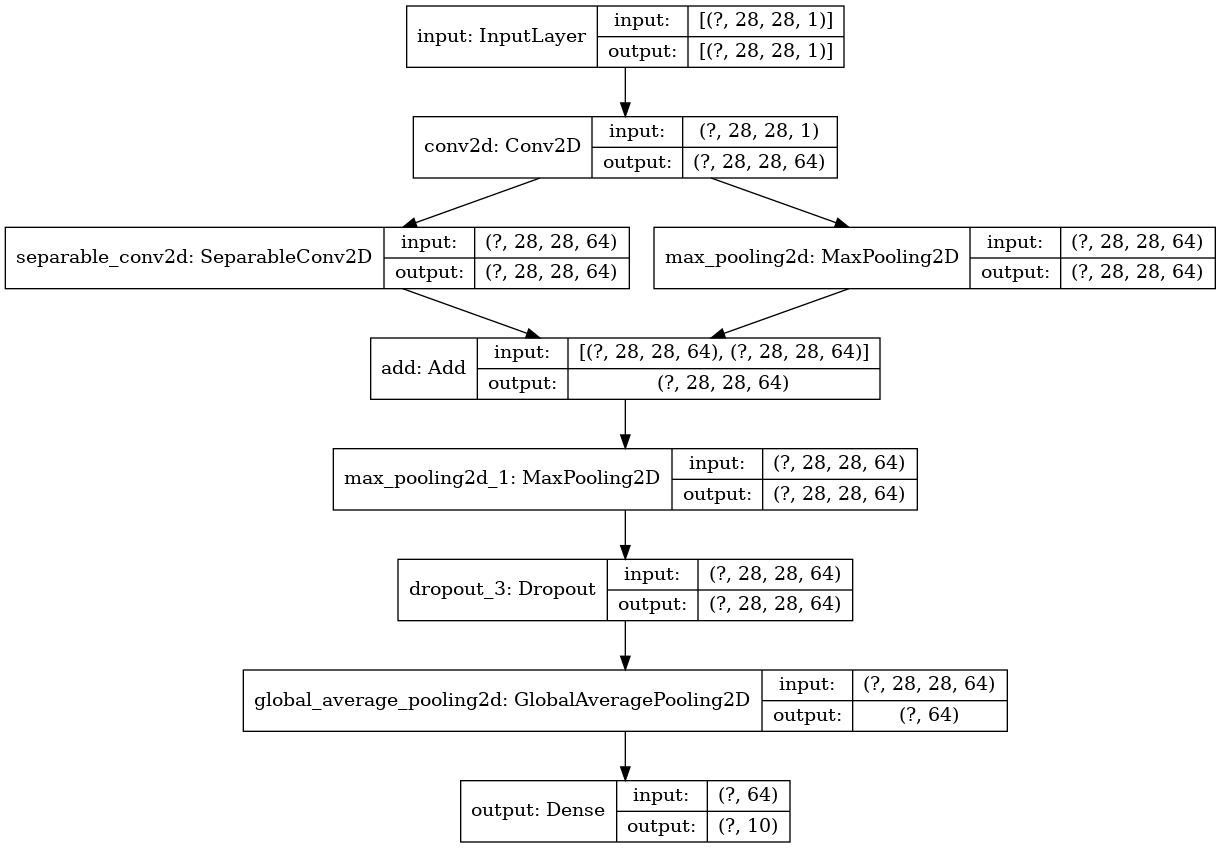 input: InputLayer
input: [(?, 28, 28, 1)]
output: [(?, 28, 28, 1)]
conv2d: Conv2D
input: (?, 28, 28, 1)
output: (?, 28, 28, 64)
separable_conv2d: SeparableConv2D
input: (?, 28, 28, 64)
output: (?, 28, 28, 64)
max_pooling2d: MaxPooling2D
input: (?, 28, 28, 64)
output: (?, 28, 28, 64)
add: Add
input: [(?, 28, 28, 64), (?, 28, 28, 64)]
output: (?, 28, 28, 64)
max_pooling2d_1: MaxPooling2D
input: (?, 28, 28, 64)
output: (?, 28, 28, 64)
dropout_3: Dropout
input: (?, 28, 28, 64)
output: (?, 28, 28, 64)
global_average_pooling2d: GlobalAveragePooling2D
input: (?, 28, 28, 64)
output: (?, 64)
output: Dense
input: (?, 64)
output: (?, 10)